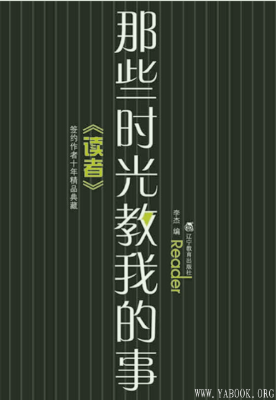 那些时光教我的事
《读者》
签约作者十年精品典藏
李杰 编
辽宁教育出版社
Reader
WWW.YABOOK.ORG